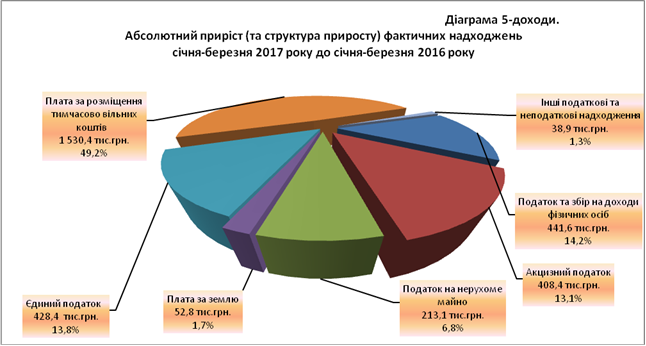 Діаграма 5-доходи.
Абсолютний приріст (та структура приросту) фактичних надходжень
січня-березня 2017 року до січня-березня 2016 року
Плата за розміщення
тимчасово вільних
коштів
1 530,4 тис.грн.
49,2%
Інші податкові та
неподаткові надходження
38,9 тис.грн.
1,3%
Податок та збір на доходи
фізичних осіб
441,6 тис.грн.
14,2%
Акцизний податок
408,4 тис.грн.
13,1%
Податок на нерухоме
майно
213,1 тис.грн.
6,8%
Плата за землю
52,8 тис.грн.
1,7%
Єдиний податок
428,4 тис.грн.
13,8%